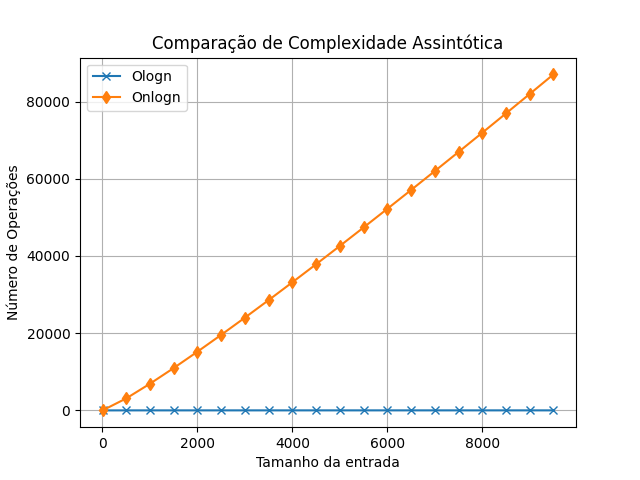 Comparação de Complexidade Assintótica
Ologn
Onlogn
80000
60000
40000
20000
0
Número de Operações
0 2000 4000 6000 8000
Tamanho da entrada